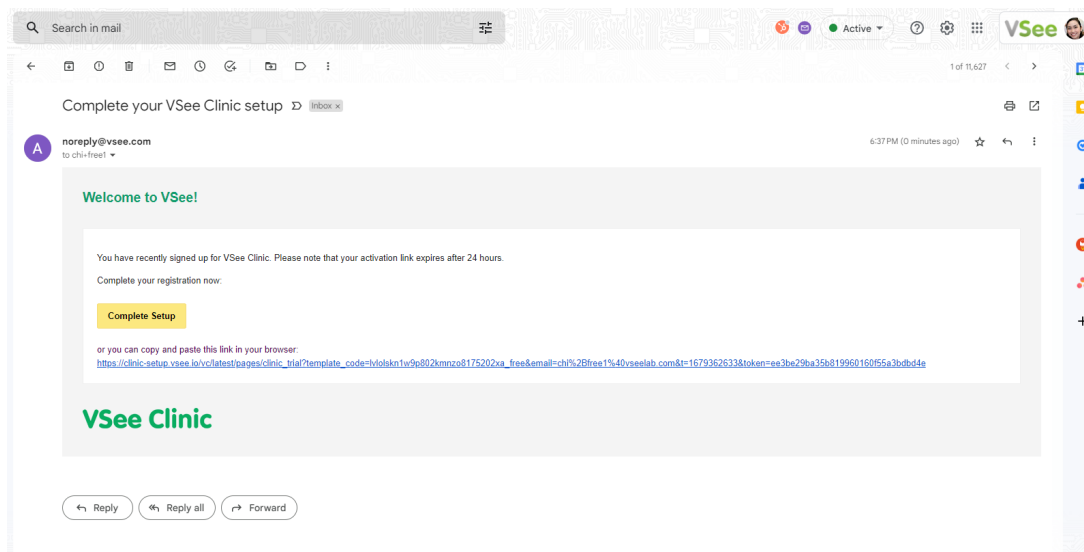 Search in mail
Active
VSee
1 of 11,627
Complete your VSee Clinic setup
Inbox x
A
noreply@vsee.com
6:37 PM (0 minutes ago)
to chi+free1
Welcome to VSee!
You have recently signed up for VSee Clinic. Please note that your activation link expires after 24 hours.
Complete your registration now:
Complete Setup
or you can copy and paste this link in your browser:
https://clinic-setup.vsee.io/vc/latest/pages/clinic_trial?template_code=lvlolskn1w9p802kmnzo8175202xa_free&email=chi%2Bfree1%40vseelab.com&t=1679362633&token=ee3be29ba35b819960160f55a3bdbd4e
VSee Clinic
Reply
Reply all
Forward